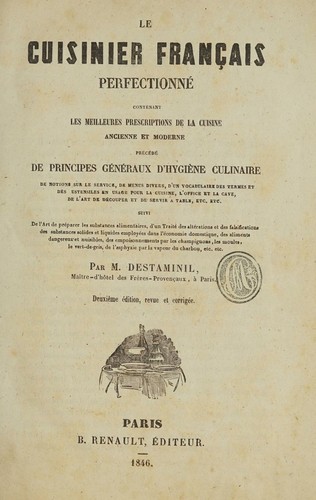 LE
CUISINIER FRANÇAIS
PERFECTIONNÉ
CONTENANT
LES MEILLEURES PRESCRIPTIONS DE LA CUISINE
ANCIENNE ET MODERNE
PRÉCÉDÉ
DE PRINCIPES GÉNÉRAUX D'HYGIÈNE CULINAIRE
DE NOTIONS SUR LE SERVICE, DE MENUS DIVERS, D'UN VOCABULAIRE DES TERMES ET
DES USTENSILES EN USAGE POUR LA CUISINE, L'OFFICE ET LA CAVE,
DE L'ART DE DÉCOUPER ET DE SERVIR A TABLE, ETC. ETC.
SUIVI
De l'Art de préparer les substances alimentaires, d'un Traité des altérations et des falsifications
des substances solides et liquides employées dans l'économie domestique, des aliments
dangereux et nuisibles, des empoisonnements par les champignons, les moules,
le vert-de-gris, de l'asphyxie par la vapeur du charbon, etc. etc.
PAR M. DESTAMINIL,
Maître-d'hôtel des Frères-Provençaux, à Paris.
Deuxième édition, revue et corrigée.
PARIS
B. RENAULT, ÉDITEUR.
1846.